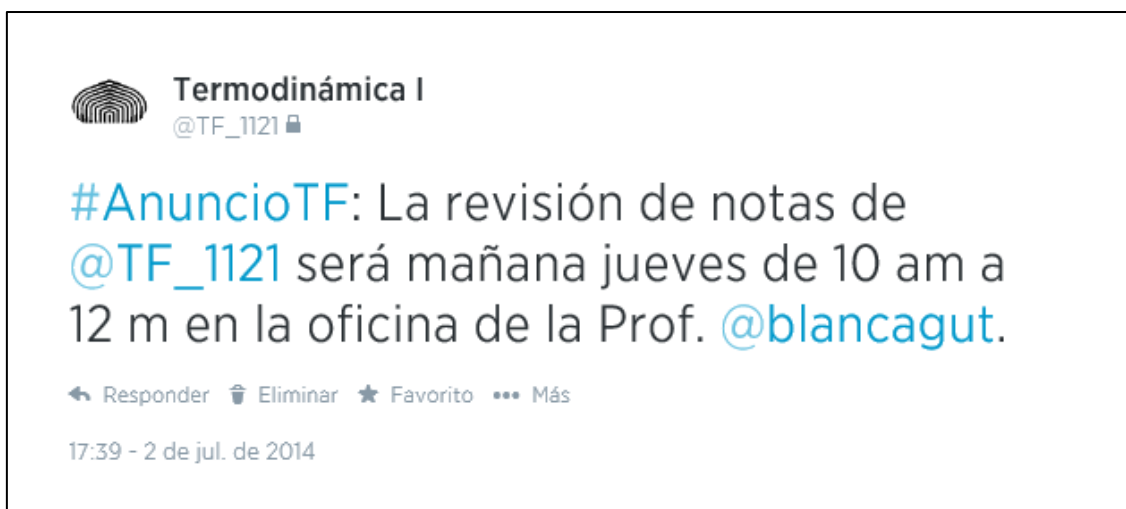 Termodinámica I
@TF_1121
#AnuncioTF: La revisión de notas de
@TF_1121 será mañana jueves de 10 am a
12 m en la oficina de la Prof. @blancagut.
Responder Eliminar Favorito Más
17:39 - 2 de jul. de 2014